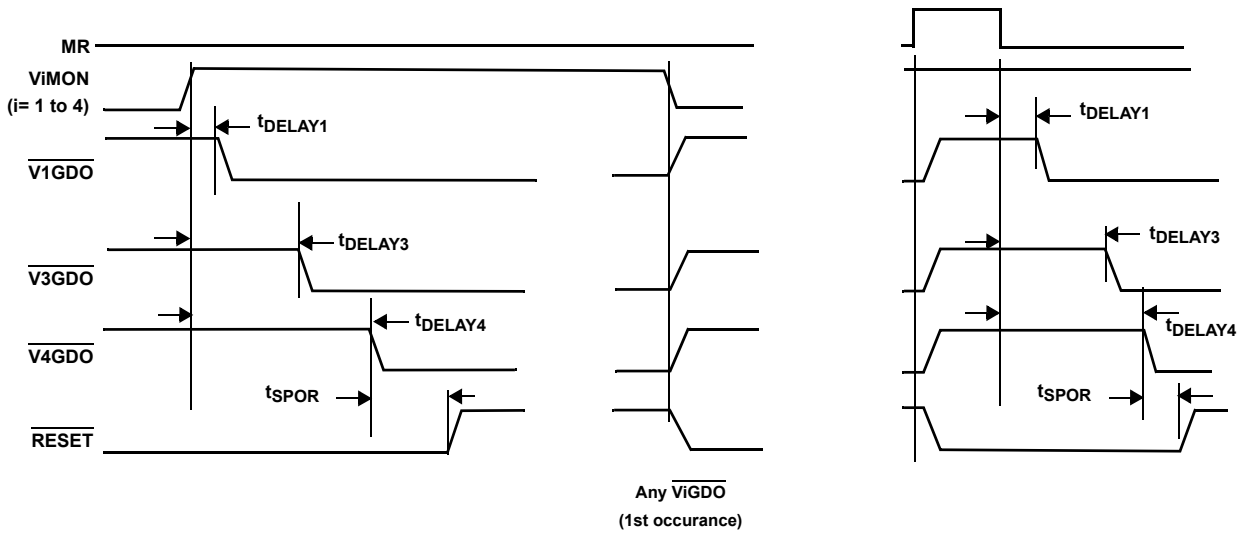 MR
ViMON
(i= 1 to 4)
tDELAY1
tDELAY1
V1GDO
tDELAY3
tDELAY3
V3GDO
tDELAY4
tDELAY4
V4GDO
tSPOR
tSPOR
RESET
Any ViGDO
(1st occurance)